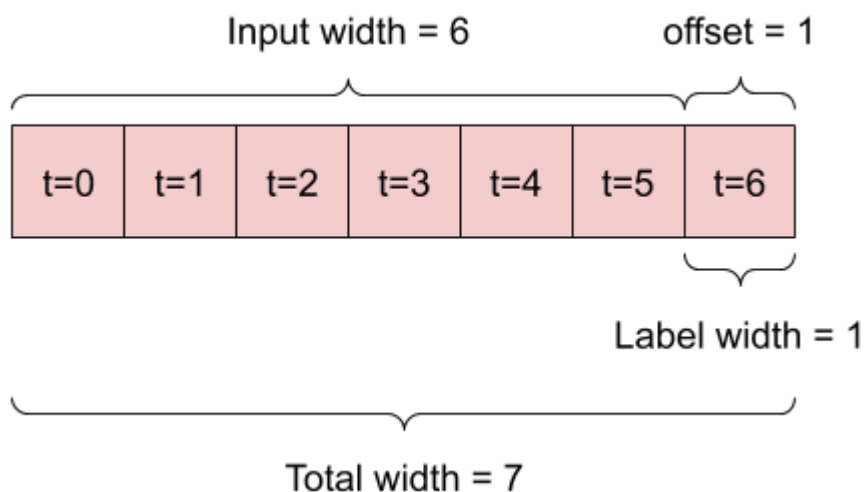 Input width = 6
offset = 1
t=0 t=1 t=2 t=3 t=4 t=5 t=6
Label width = 1
Total width = 7